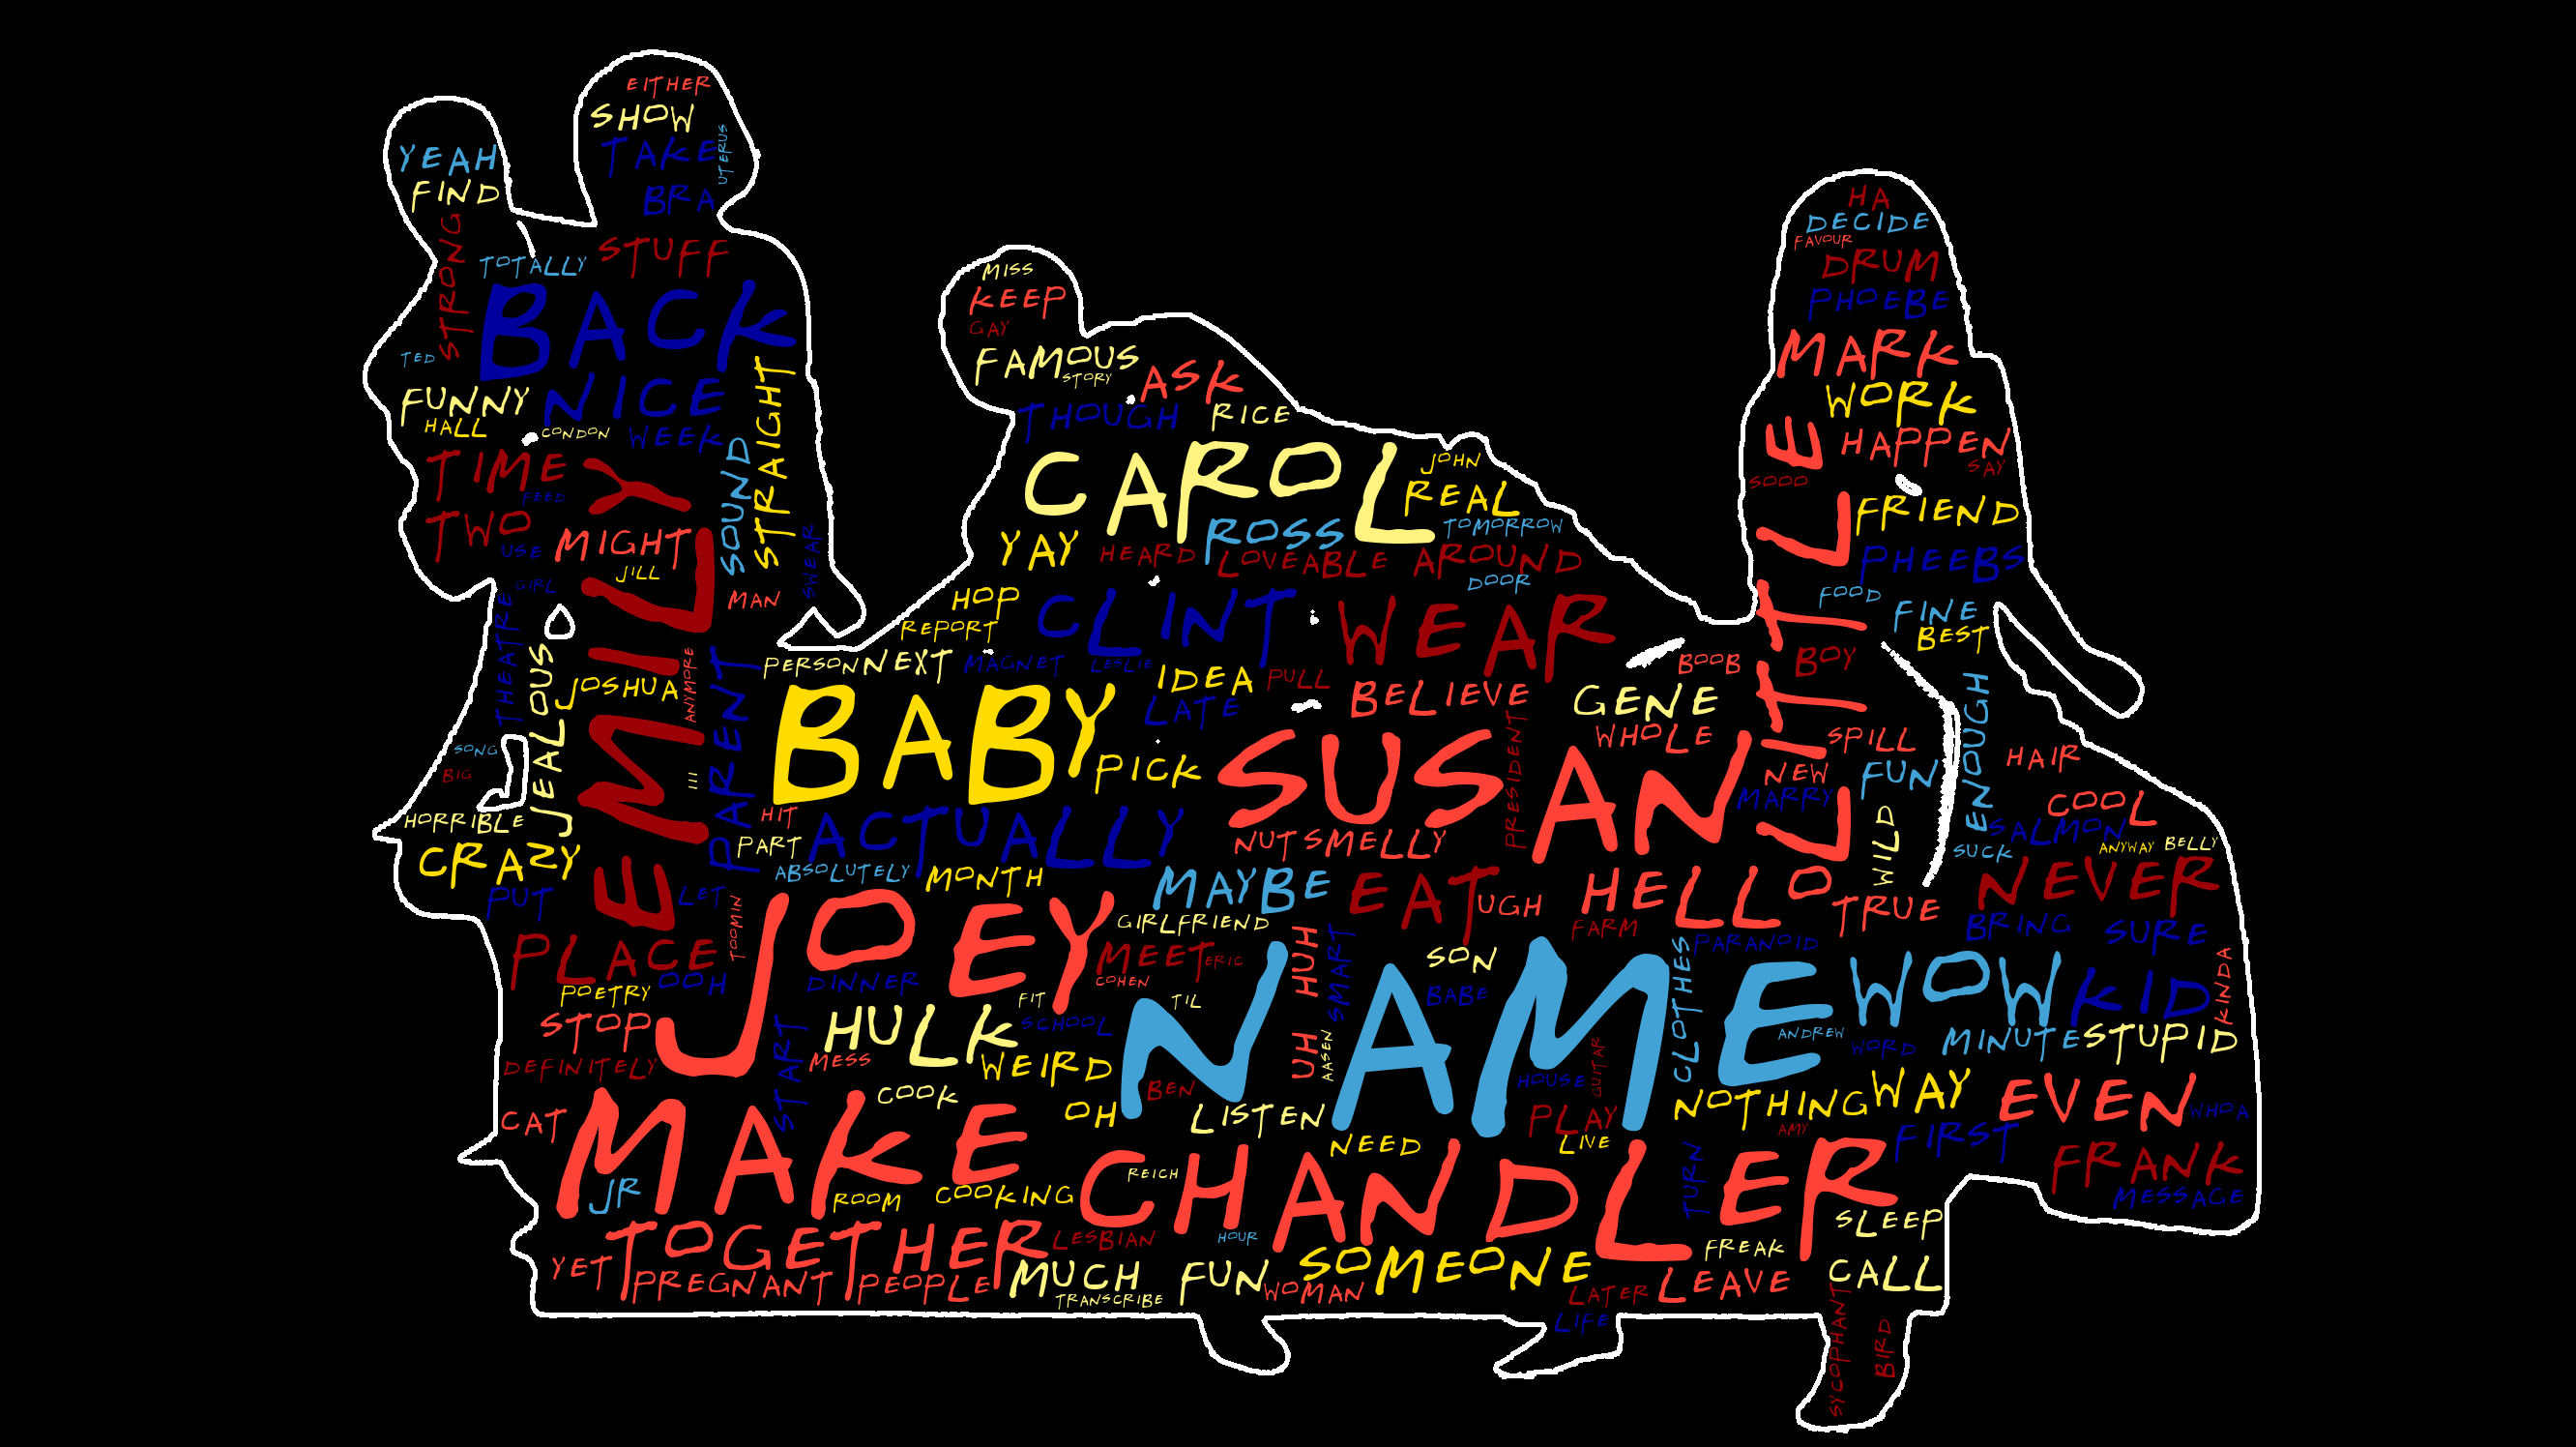 EITHER
SHOW
TAKE
UTERUS
BRA
YEAH
FIND
STRONG
TOTALLY
STUFF
BACK
TED
NICE
STRAIGHT
FUNNY
HALL
CONDON
WEEK
SOUND
TIME
FEED
TWO
USE
MIGHT
JILL
GIRL
SWEAR
MAN
EMILY
THEATRE
JEALOUS
JOSHUA
ANYMORE
PARENT
SONG
BIG
III
HORRIBLE
CRAZY
PUT
LET
PLACE
TOOMIN
OOH
POETRY
STOP
DEFINITELY
CAT
MISS
KEEP
GAY
FAMOUS
STORY
ASK
THOUGH
RICE
CAROL
JOHN
REAL
YAY
HEARD
ROSS
TOMORROW
LOVEABLE
AROUND
DOOR
HOP
REPORT
CLINT
WEAR
PERSON
NEXT
MAGNET
LESLIE
IDEA
PULL
LATE
BELIEVE
BABY
PICK
SUSAN
PRESIDENT
GENE
WHOLE
BOOB
HIT
PART
ACTUALLY
ABSOLUTELY
MONTH
NUT
SMELLY
MAYBE
EAT
UGH
HELLO
FARM
HA
DECIDE
FAVOUR
DRUM
PHOEBE
MARK
WORK
HAPPEN
SAY
SOOO
LITTLE
FRIEND
PHEEBS
FOOD
FINE
BEST
BOY
SPILL
NEW
FUN
MARRY
WILD
ENOUGH
HAIR
COOL
SALMON
SUCK
ANYWAY
BELLY
NEVER
TRUE
BRING
SURE
JOEY
GIRLFRIEND
MEET
ERIC
COHEN
DINNER
FIT
TIL
HULK
SCHOOL
START
MESS
WEIRD
UH HUH
SMART
AASEN
SON
BABE
NAME
CLOTHES
PARANOID
ANDREW
WOW
KID
KINDA
WORD
MINUTE
STUPID
MAKE
COOK
OH
BEN
LISTEN
HOUSE
GUITAR
PLAY
NEED
LIVE
NOTHING
WAY
AMY
EVEN
WHOA
FIRST
FRANK
MESSAGE
JR
ROOM
COOKING
REICH
CHANDLER
TURN
YET
TOGETHER
LESBIAN
HOUR
SLEEP
PREGNANT
PEOPLE
MUCH
TRANSCRIBE
FUN
WOMAN
SOMEONE
LATER
LEAVE
FREAK
CALL
LIFE
SYCOPHANT
BIRD